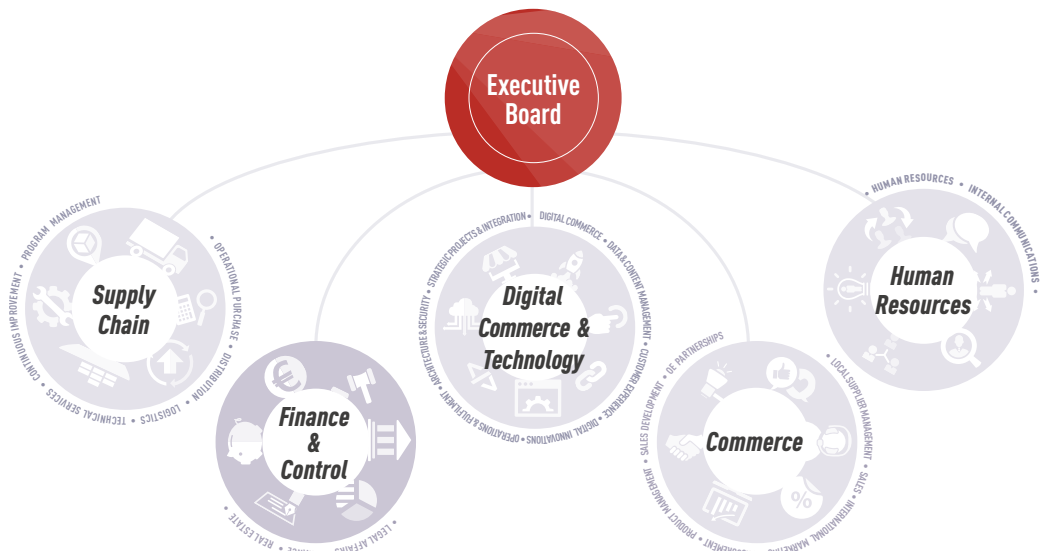 Executive
Board
• HUMAN RESOURCES • INTERNAL COMMUNICATIONS •
Human
Resources
CONTINUOUS IMPROVEMENT • PROGRAM MANAGEMENT
• OPERATIONAL PURCHASE • DISTRIBUTION • LOGISTICS • TECHNICAL SERVICES •
Supply
Chain
OPERATIONS & FULFILMENT • ARCHITECTURE & SECURITY • STRATEGIC PROJECTS & INTEGRATION •
DIGITAL COMMERCE • DATA & CONTENT MANAGEMENT • CUSTOMER EXPERIENCE • DIGITAL INNOVATIONS •
Digital
Commerce &
Technology
Finance
&
Control
• LEGAL AFFAIRS
• REAL ESTATE •
• PRODUCT MANAGEMENT • SALES DEVELOPMENT • OE PARTNERSHIPS
• LOCAL SUPPLIER MANAGEMENT • SALES • INTERNATIONAL
Commerce